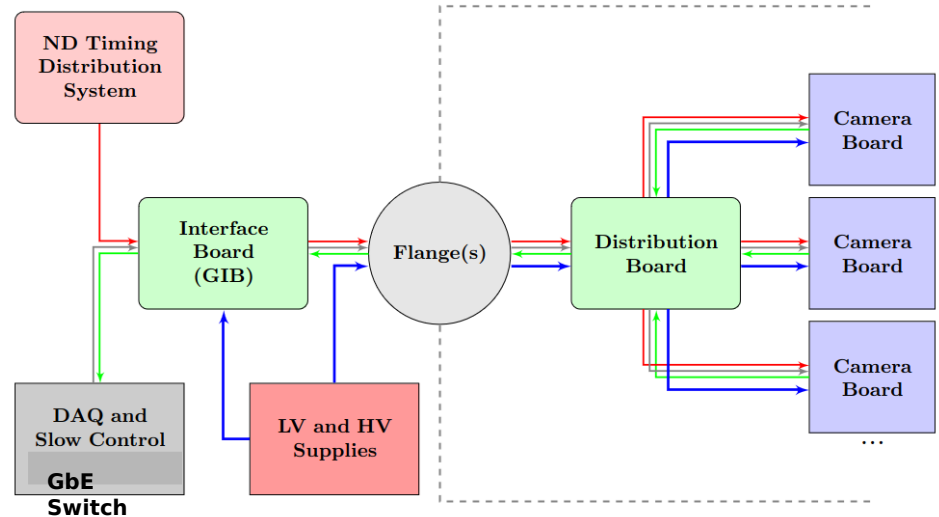 ND Timing
Distribution
System
Interface
Board
(GIB)
Flange(s)
Distribution
Board
Camera
Board
Camera
Board
Camera
Board
...
DAQ and
Slow Control
GbE
Switch
LV and HV
Supplies